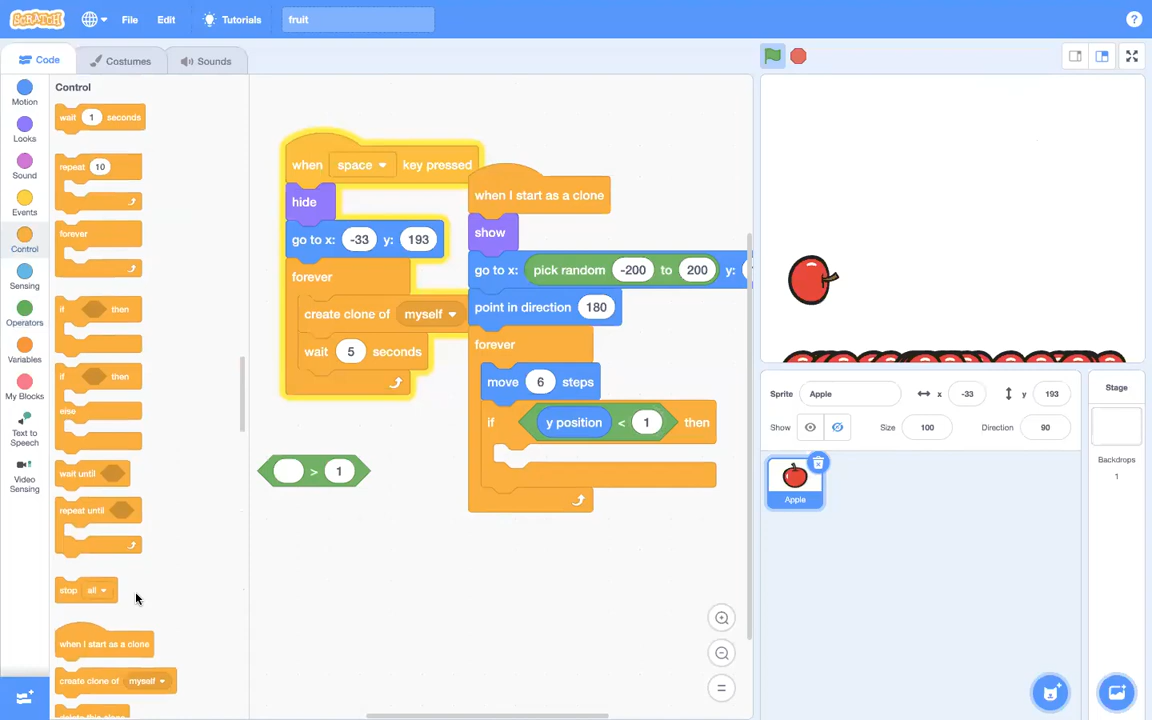 SCRATCH
File
Edit
Tutorials
fruit
?
Code
Costumes
Sounds
Motion
Looks
Sound
Events
Control
Sensing
Operators
Variables
My Blocks
Text to
Speech
Video
Sensing
Control
wait 1 seconds
repeat 10
forever
if then
if then
else
wait until
repeat until
stop all
when I start as a clone
create clone of myself
delete this clone
when space key pressed
hide
go to x: -33 y: 193
forever
create clone of myself
wait 5 seconds
> 1
when I start as a clone
show
go to x: pick random -200 to 200 y:
point in direction 180
forever
move 6 steps
if y position < 1 then
Sprite Apple x -33 y 193
Show Size 100 Direction 90
Apple
Stage
Backdrops
1